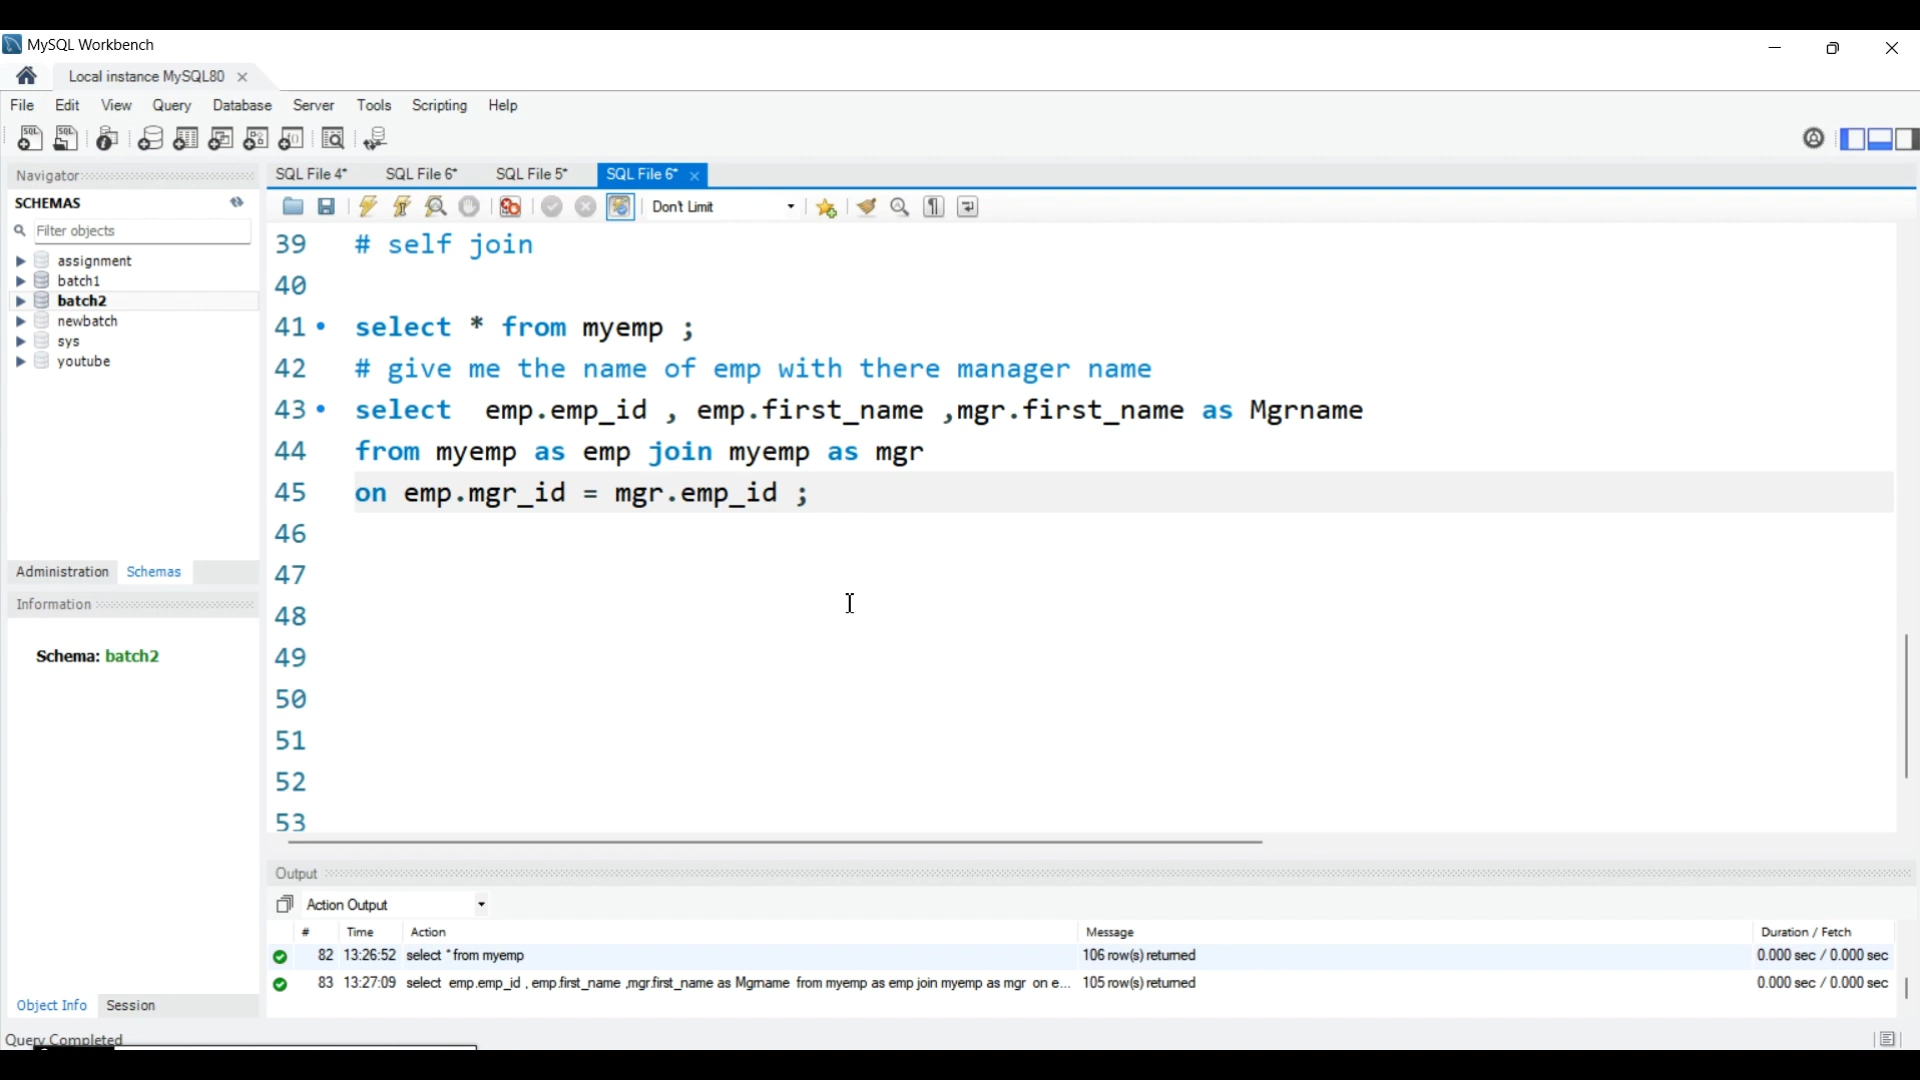 MySQL Workbench
Local instance MySQL80
File Edit View Query Database Server Tools Scripting Help
Navigator
SCHEMAS
Filter objects
assignment
batch1
batch2
newbatch
sys
youtube
Administration Schemas
Information
Schema: batch2
Object Info Session
Query Completed
SQL File 4* SQL File 6* SQL File 5* SQL File 6*
Don't Limit
39 # self join
40
41 select * from myemp ;
42 # give me the name of emp with there manager name
43 select emp.emp_id , emp.first_name ,mgr.first_name as Mgrname
44 from myemp as emp join myemp as mgr
45 on emp.mgr_id = mgr.emp_id ;
46
47
48
49
50
51
52
53
Output
Action Output
# Time Action Message Duration / Fetch
82 13:26:52 select * from myemp 106 row(s) returned 0.000 sec / 0.000 sec
83 13:27:09 select emp.emp_id , emp.first_name ,mgr.first_name as Mgrname from myemp as emp join myemp as mgr on e... 105 row(s) returned 0.000 sec / 0.000 sec